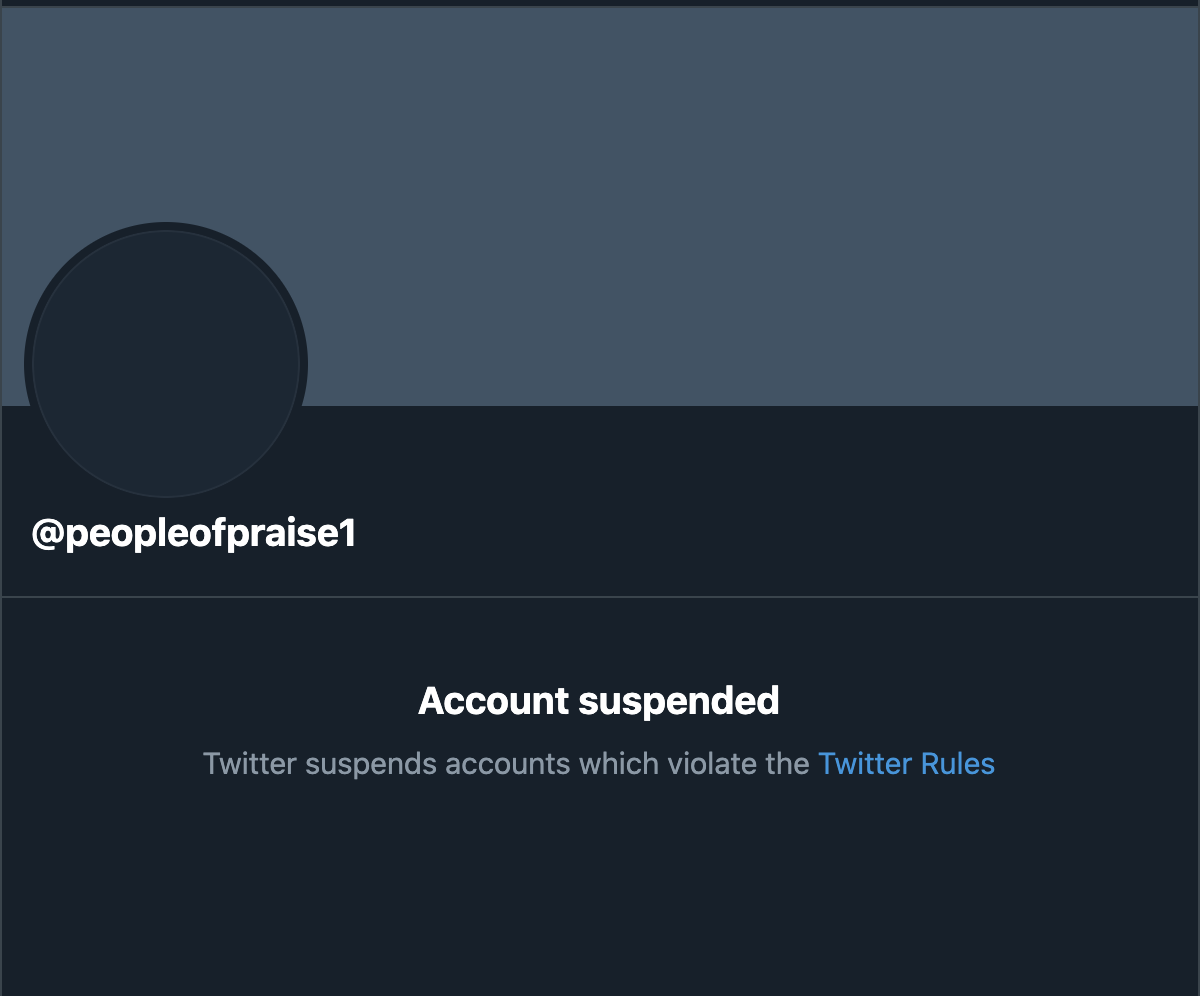 @peopleofpraise1
Account suspended
Twitter suspends accounts which violate the Twitter Rules